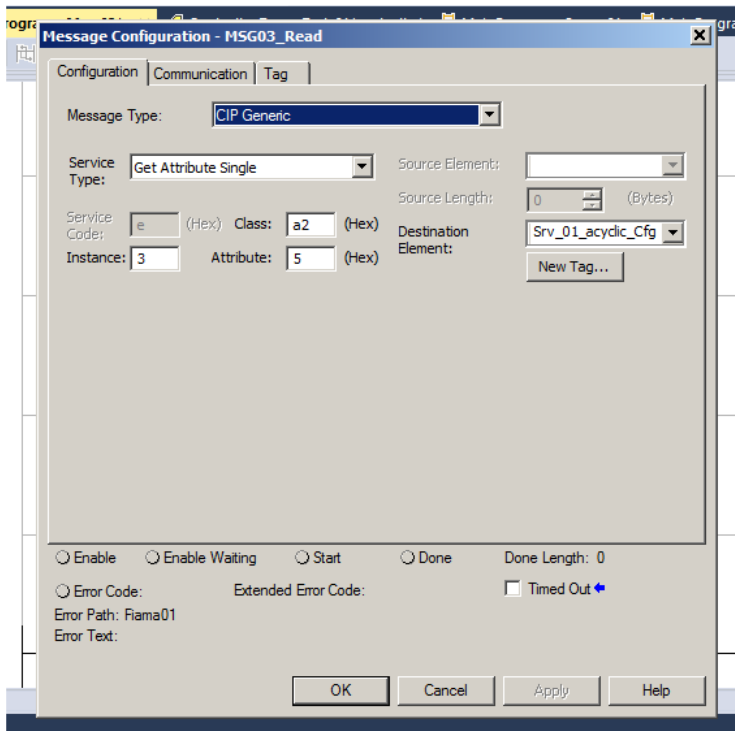 Message Configuration - MSG03_Read
Configuration Communication Tag
Message Type: CIP Generic
Service Type: Get Attribute Single
Source Element:
Source Length: 0 (Bytes)
Service Code: e (Hex) Class: a2 (Hex)
Destination Element: Srv_01_acyclic_Cfg
Instance: 3 Attribute: 5 (Hex)
New Tag...
Enable Enable Waiting Start Done Done Length: 0
Error Code: Extended Error Code: Timed Out
Error Path: Fiama01
Error Text:
OK Cancel Apply Help